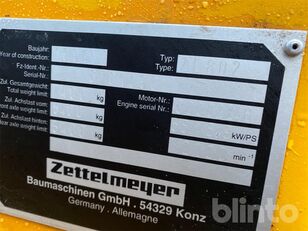 Baujahr:
Year of construction:
Fz-Ident.-Nr.:
Serial-Nr.:
Zul. Gesamtgewicht
Total weight limit
kg
Zul. Achslast vorn
front axle weight limit
kg
Zul. Achslast hinten
rear axle weight limit
kg
Typ:
Type:
Motor-Nr.:
Engine serial Nr.:
kW/PS
min⁻¹
Zettelmeyer
Baumaschinen GmbH . 54329 Konz
Germany . Allemagne
blinto